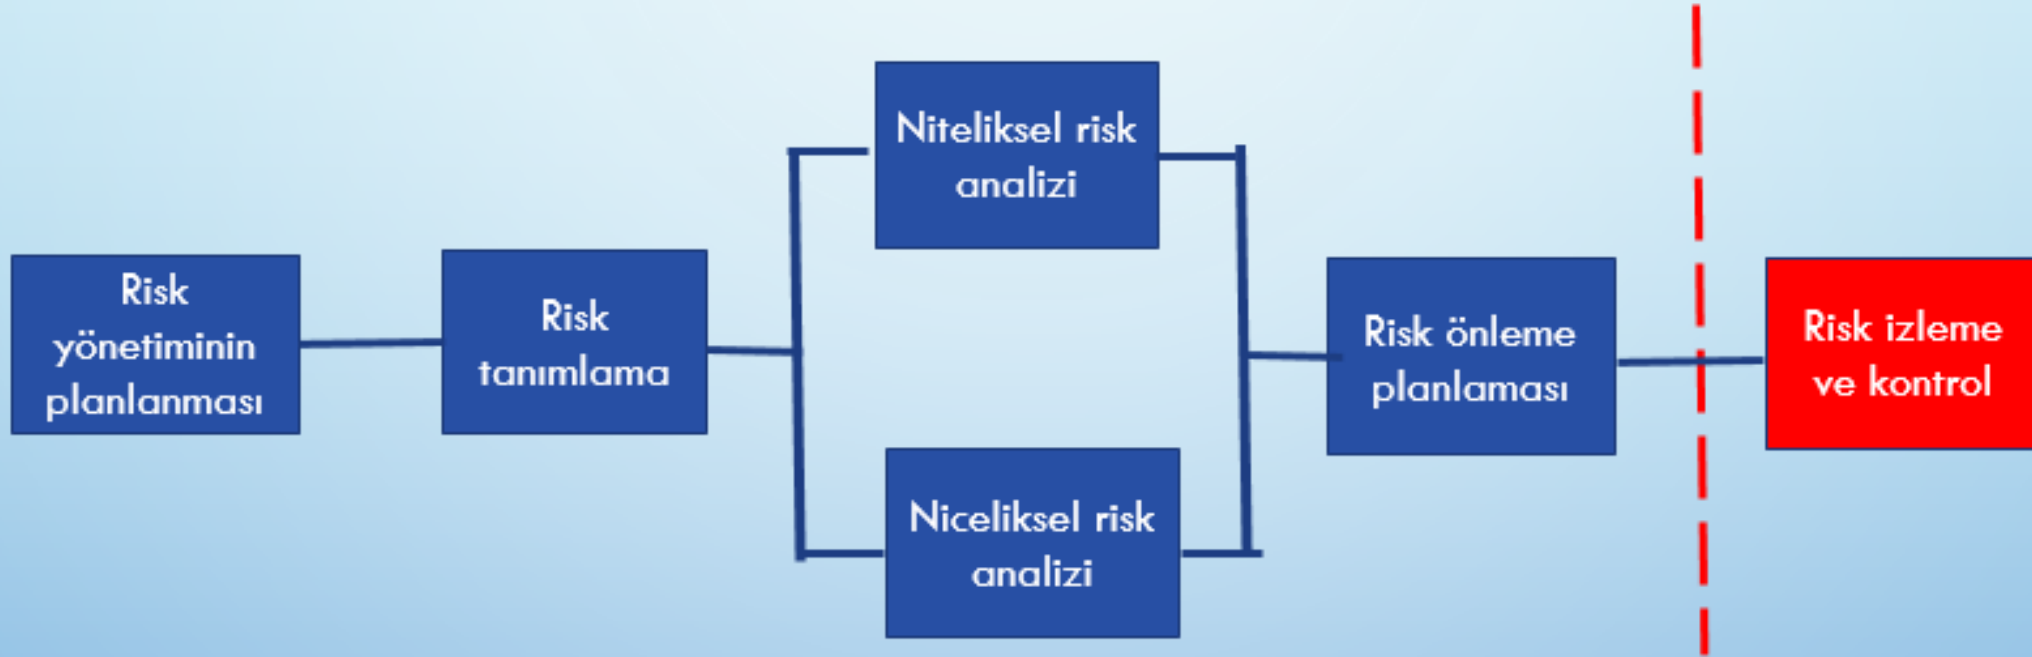 Risk
yönetiminin
planlanması
Risk
tanımlama
Niteliksel risk
analizi
Niceliksel risk
analizi
Risk önleme
planlaması
Risk izleme
ve kontrol